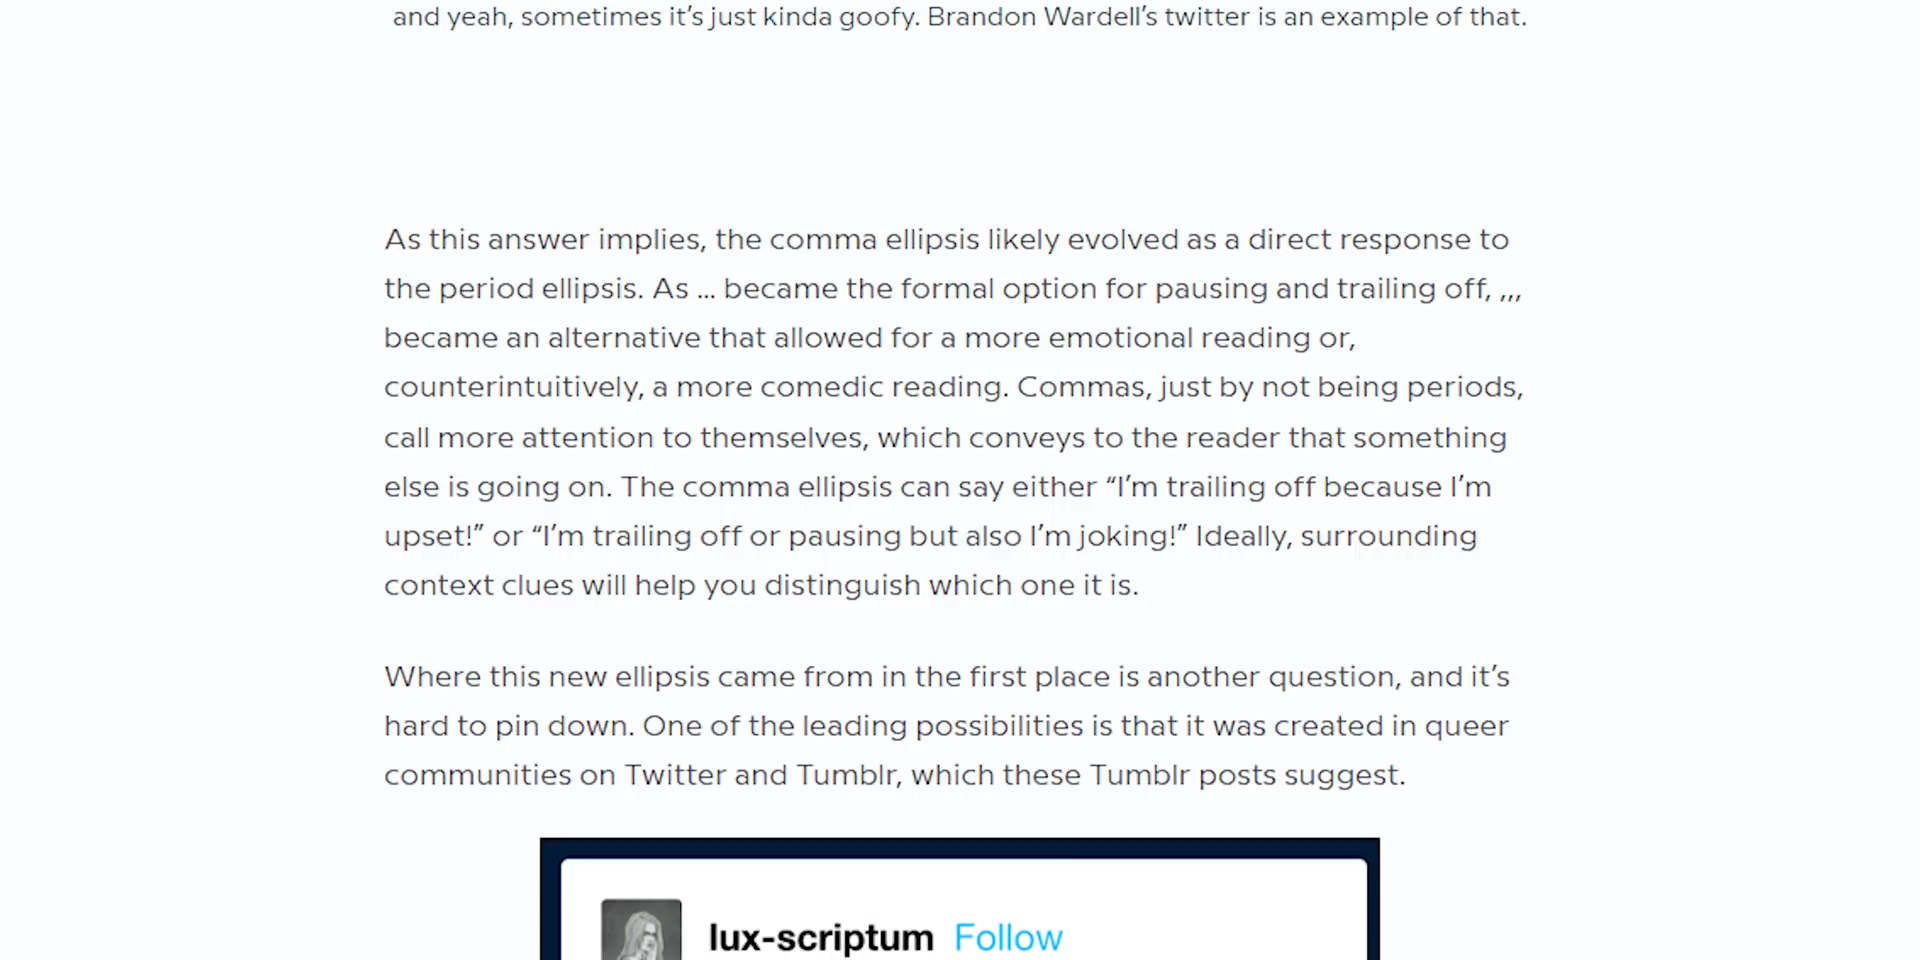 and yeah, sometimes it’s just kinda goofy. Brandon Wardell’s twitter is an example of that.
As this answer implies, the comma ellipsis likely evolved as a direct response to
the period ellipsis. As ... became the formal option for pausing and trailing off, ,,,
became an alternative that allowed for a more emotional reading or,
counterintuitively, a more comedic reading. Commas, just by not being periods,
call more attention to themselves, which conveys to the reader that something
else is going on. The comma ellipsis can say either “I’m trailing off because I’m
upset!” or “I’m trailing off or pausing but also I’m joking!” Ideally, surrounding
context clues will help you distinguish which one it is.
Where this new ellipsis came from in the first place is another question, and it’s
hard to pin down. One of the leading possibilities is that it was created in queer
communities on Twitter and Tumblr, which these Tumblr posts suggest.
lux-scriptum Follow